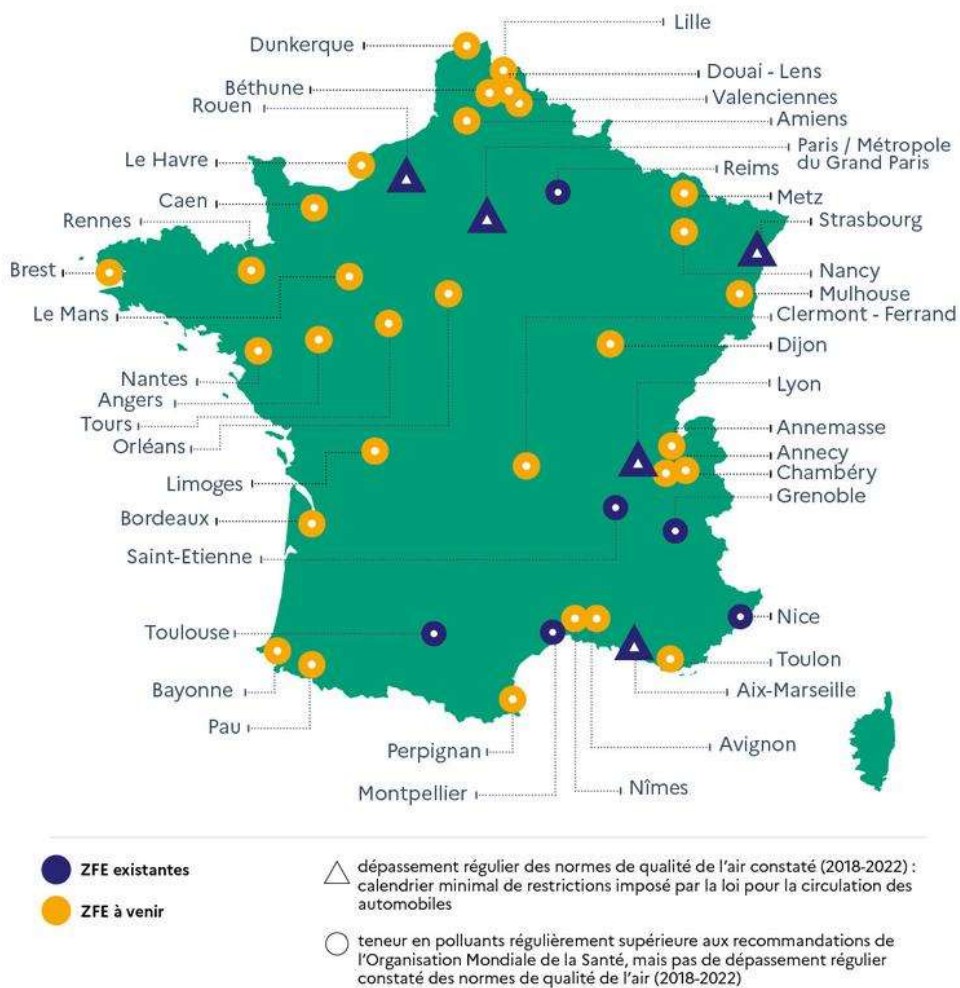 Lille
Dunkerque
Douai - Lens
Béthune
Valenciennes
Rouen
Amiens
Paris / Métropole
du Grand Paris
Le Havre
Reims
Metz
Caen
Strasbourg
Rennes
Brest
Nancy
Mulhouse
Le Mans
Clermont - Ferrand
Dijon
Nantes
Lyon
Angers
Tours
Annemasse
Orléans
Annecy
Chambéry
Limoges
Grenoble
Bordeaux
Saint-Etienne
Nice
Toulouse
Toulon
Bayonne
Aix-Marseille
Pau
Avignon
Perpignan
Nîmes
Montpellier
ZFE existantes
ZFE à venir
dépassement régulier des normes de qualité de l'air constaté (2018-2022) :
calendrier minimal de restrictions imposé par la loi pour la circulation des
automobiles
teneur en polluants régulièrement supérieure aux recommandations de
l'Organisation Mondiale de la Santé, mais pas de dépassement régulier
constaté des normes de qualité de l'air (2018-2022)